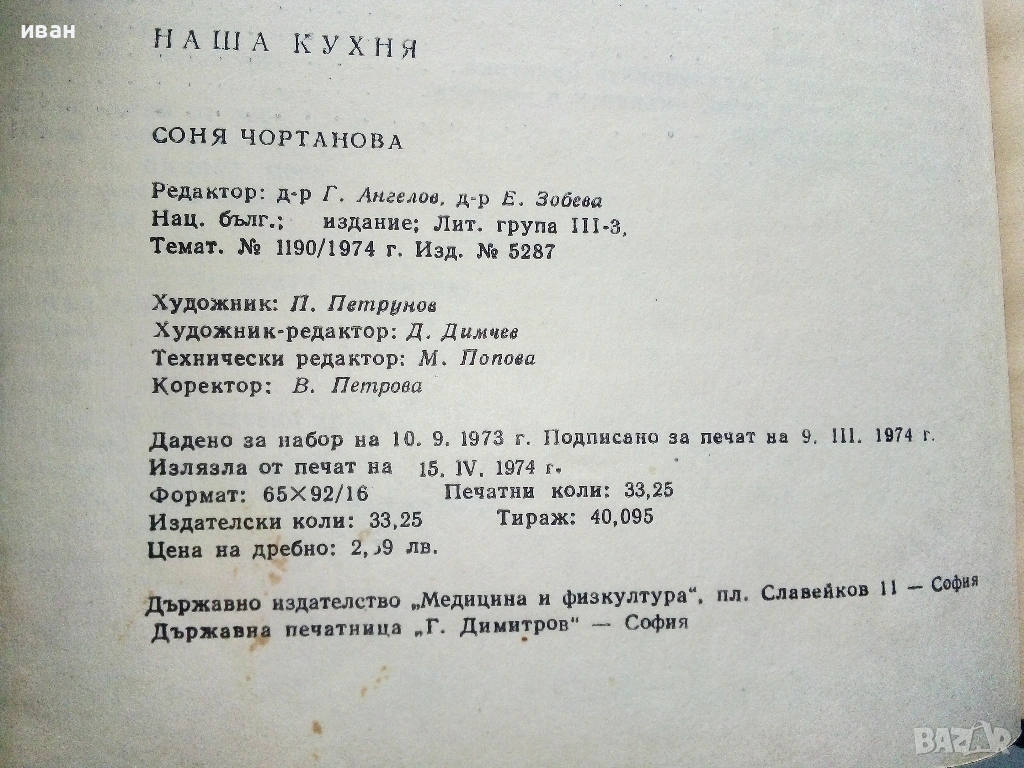 иван
НАША КУХНЯ
СОНЯ ЧОРТАНОВА
Редактор: д-р Г. Ангелов, д-р Е. Зобева
Нац. бълг.; издание; Лит. група III-3,
Темат. № 1190/1974 г. Изд. № 5287
Художник: П. Петрунов
Художник-редактор: Д. Димчев
Технически редактор: М. Попова
Коректор: В. Петрова
Дадено за набор на 10. 9. 1973 г. Подписано за печат на 9. III. 1974 г.
Излязла от печат на 15. IV. 1974 г.
Формат: 65×92/16 Печатни коли: 33,25
Издателски коли: 33,25 Тираж: 40,095
Цена на дребно: лв.
Държавно издателство „Медицина и физкултура“, пл. Славейков 11 — София
Държавна печатница „Г. Димитров“ — София
BAZAR